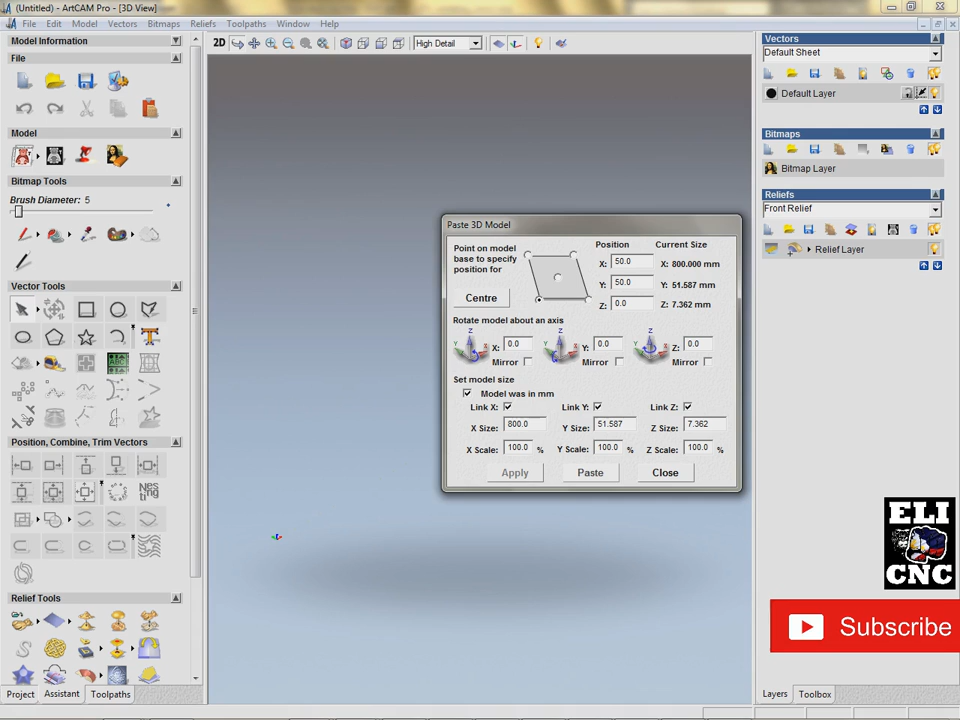 (Untitled) - ArtCAM Pro - [3D View]
File Edit Model Vectors Bitmaps Reliefs Toolpaths Window Help
Model Information
File
Model
Bitmap Tools
Brush Diameter: 5
Vector Tools
Position, Combine, Trim Vectors
Nes
ting
Relief Tools
Project Assistant Toolpaths
2D High Detail
Paste 3D Model
Point on model
base to specify
position for
Centre
Position Current Size
X: 50.0 X: 800.000 mm
Y: 50.0 Y: 51.587 mm
Z: 0.0 Z: 7.362 mm
Rotate model about an axis
X: 0.0 Y: 0.0 Z: 0.0
Mirror Mirror Mirror
Set model size
Model was in mm
Link X: Link Y: Link Z:
X Size: 800.0 Y Size: 51.587 Z Size: 7.362
X Scale: 100.0 % Y Scale: 100.0 % Z Scale: 100.0 %
Apply Paste Close
Vectors
Default Sheet
Default Layer
Bitmaps
Bitmap Layer
Reliefs
Front Relief
Relief Layer
ELI
CNC
Subscribe
Layers Toolbox